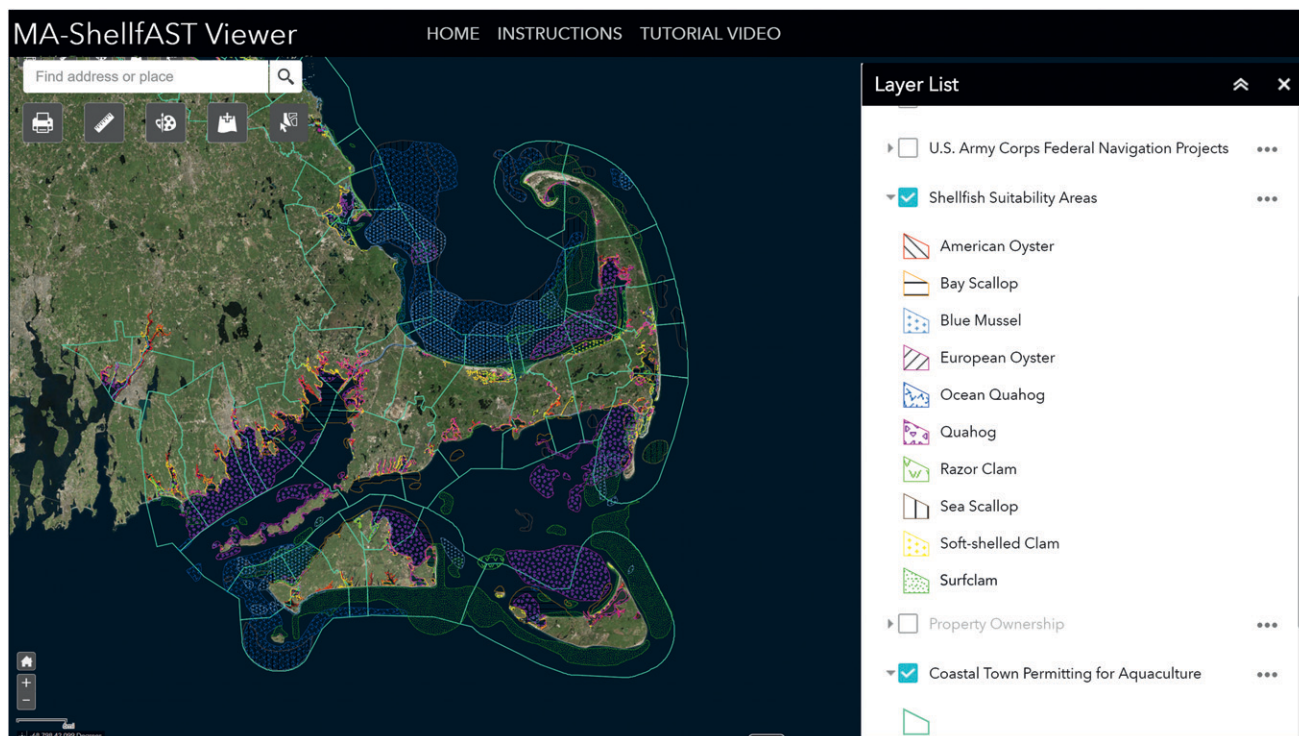 MA-ShellfAST Viewer
HOME INSTRUCTIONS TUTORIAL VIDEO
Find address or place
Layer List
U.S. Army Corps Federal Navigation Projects
Shellfish Suitability Areas
American Oyster
Bay Scallop
Blue Mussel
European Oyster
Ocean Quahog
Quahog
Razor Clam
Sea Scallop
Soft-shelled Clam
Surfclam
Property Ownership
Coastal Town Permitting for Aquaculture